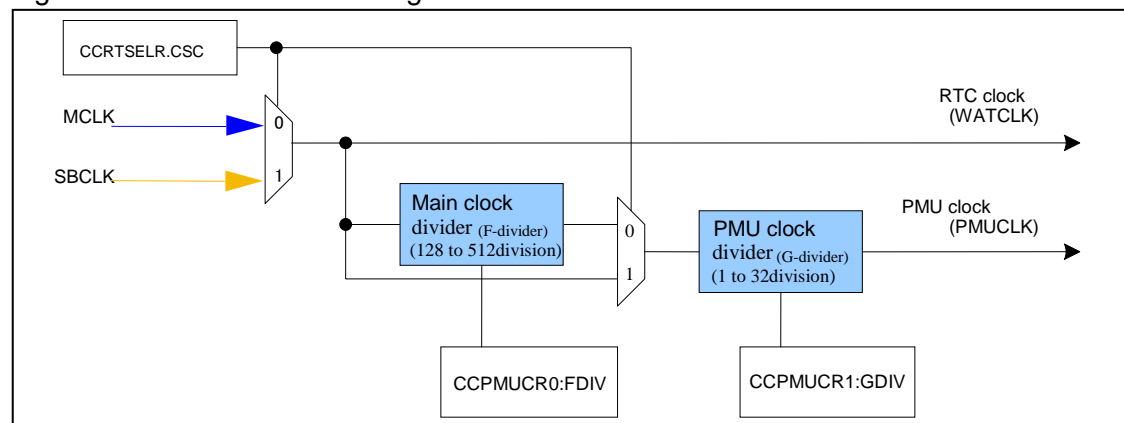 CCRTSELR.CSC
MCLK
0
SBCLK
1
RTC clock
(WATCLK)
Main clock
divider (F-divider)
(128 to 512division)
0
1
PMU clock
divider (G-divider)
(1 to 32division)
PMU clock
(PMUCLK)
CCPMUCR0:FDIV
CCPMUCR1:GDIV